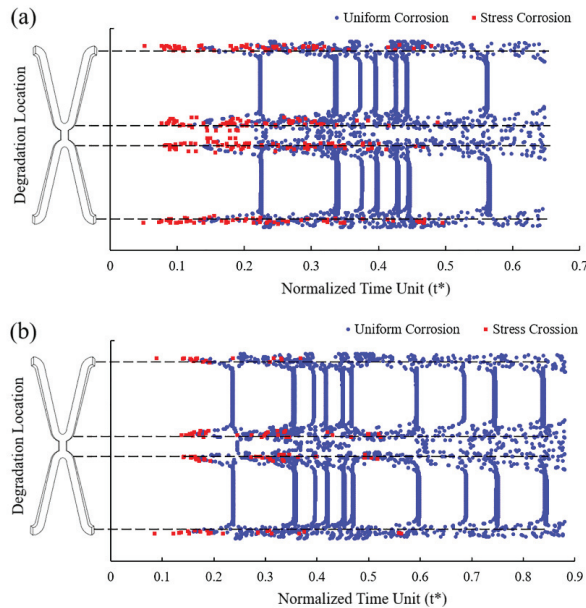 (a)
Uniform Corrosion
Stress Corrosion
Degradation Location
0 0.1 0.2 0.3 0.4 0.5 0.6 0.7
Normalized Time Unit (t*)
(b)
Uniform Corrosion
Stress Crossion
Degradation Location
0 0.1 0.2 0.3 0.4 0.5 0.6 0.7 0.8 0.9
Normalized Time Unit (t*)